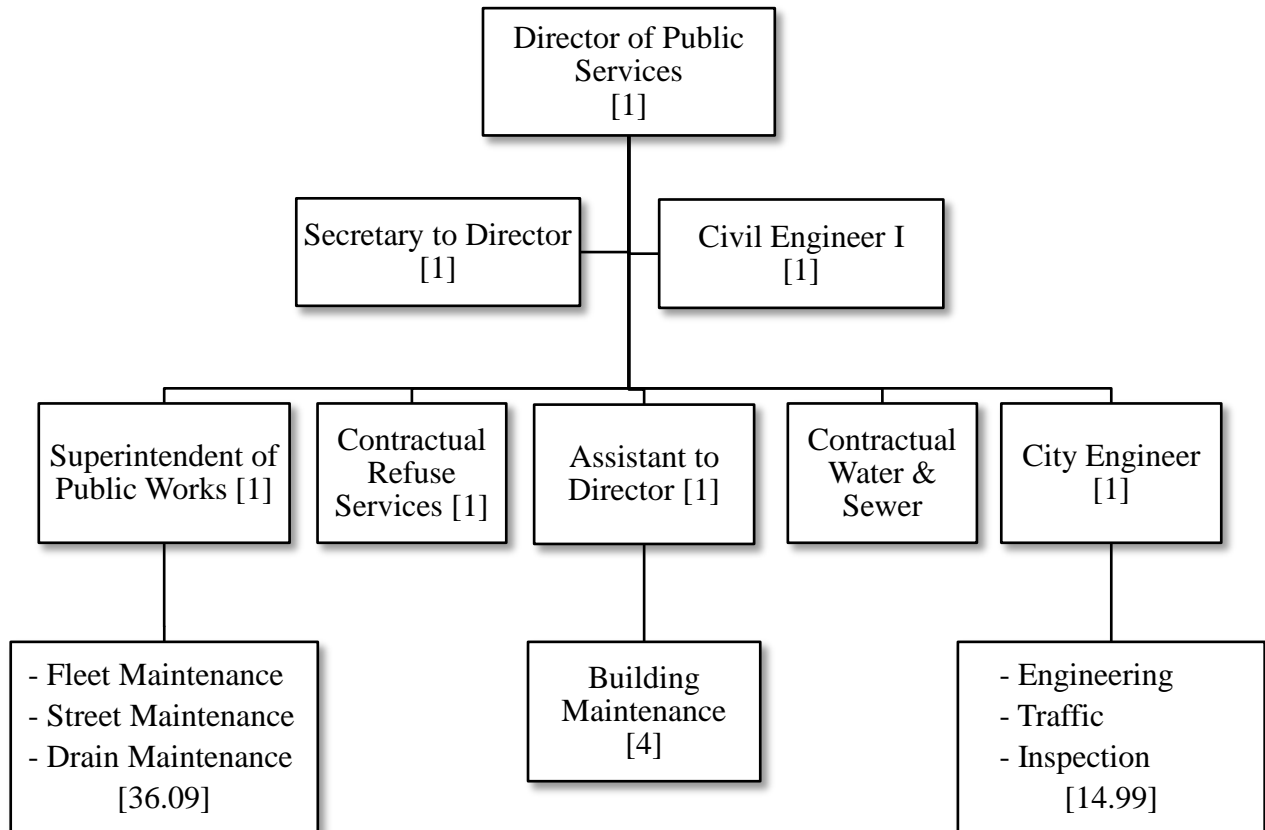 Director of Public
Services
[1]
Secretary to Director
[1]
Civil Engineer I
[1]
Superintendent of
Public Works [1]
Contractual
Refuse
Services [1]
Assistant to
Director [1]
Contractual
Water &
Sewer
City Engineer
[1]
- Fleet Maintenance
- Street Maintenance
- Drain Maintenance
[36.09]
Building
Maintenance
[4]
- Engineering
- Traffic
- Inspection
[14.99]